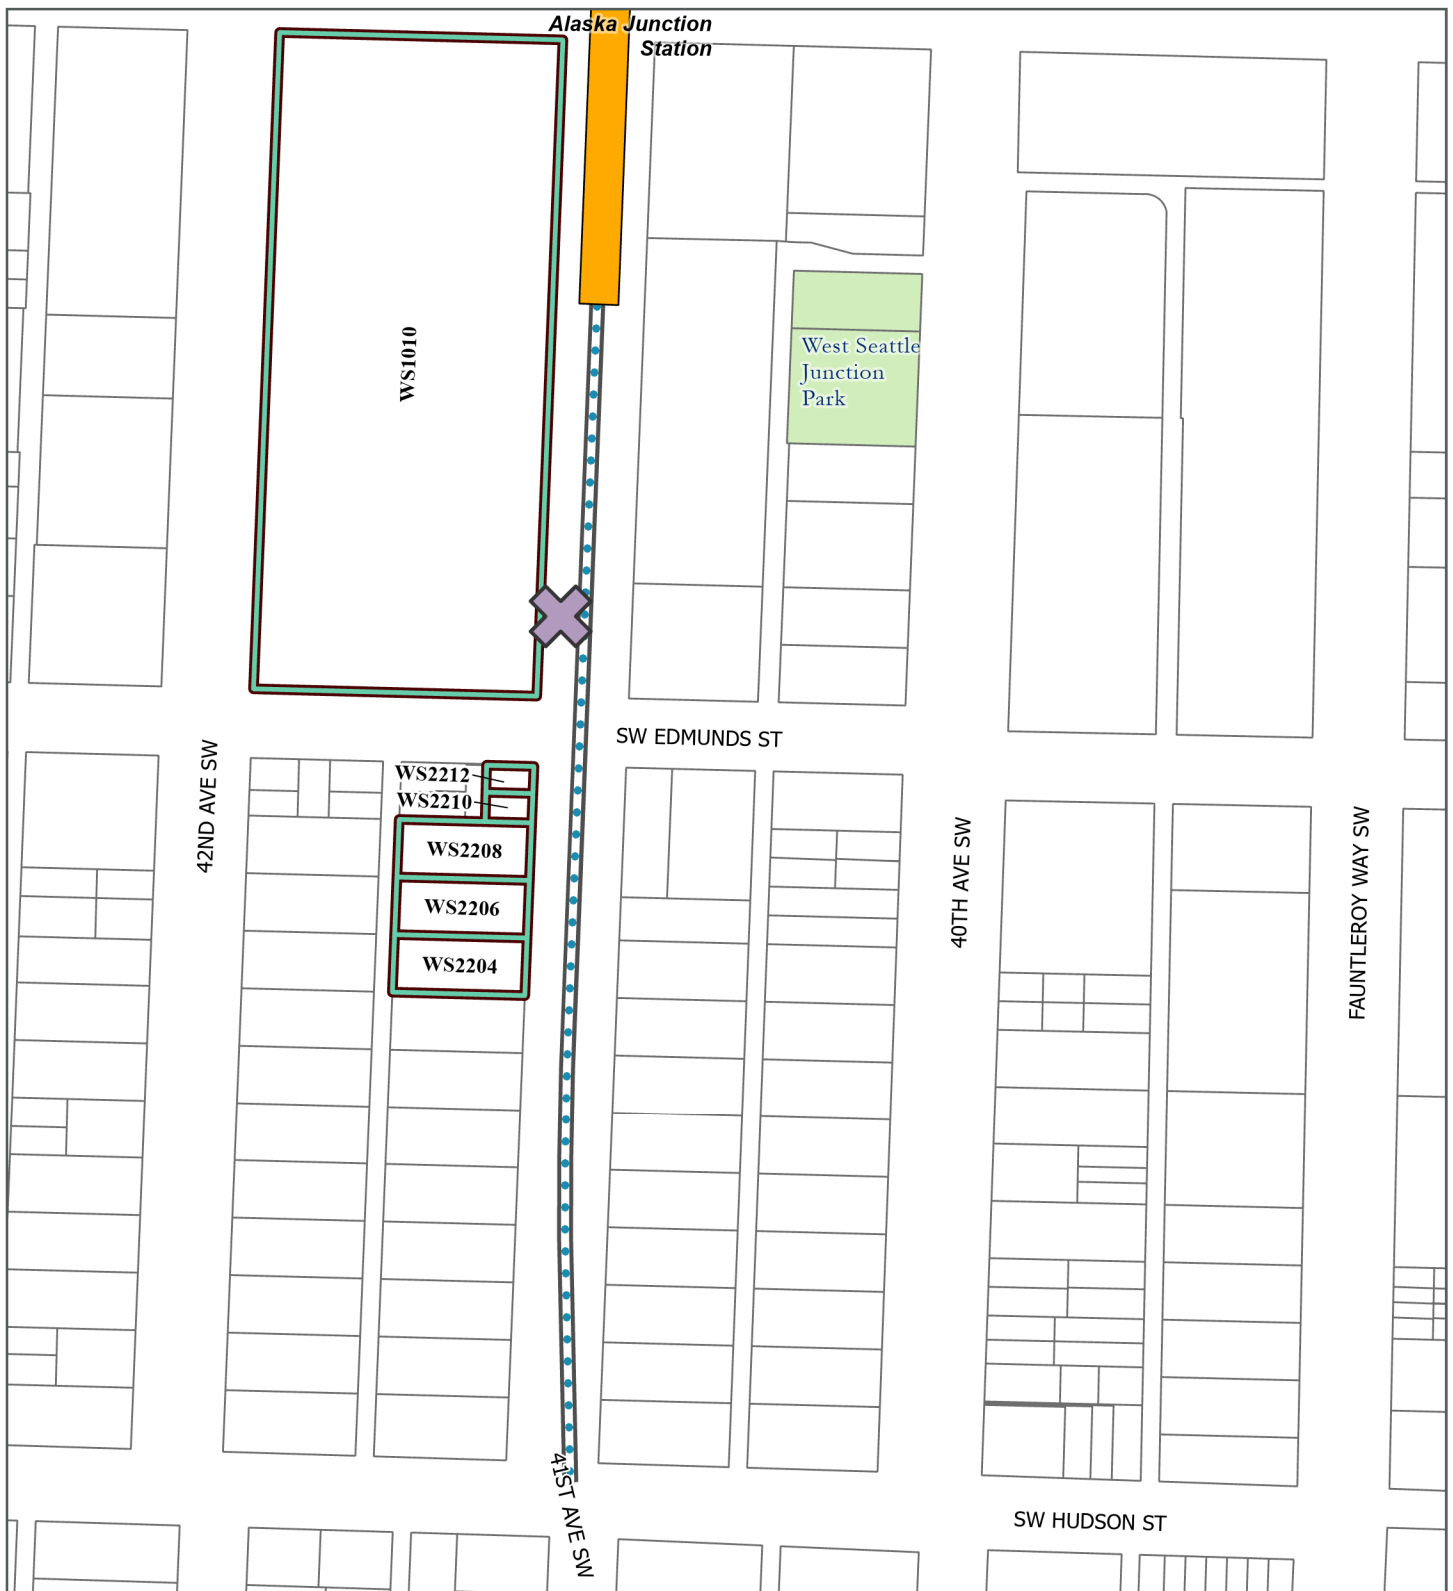 Alaska Junction
Station
WS1010
West Seattle
Junction
Park
SW EDMUNDS ST
42ND AVE SW
WS2212
WS2210
WS2208
WS2206
WS2204
40TH AVE SW
FAUNTLEROY WAY SW
41ST AVE SW
SW HUDSON ST